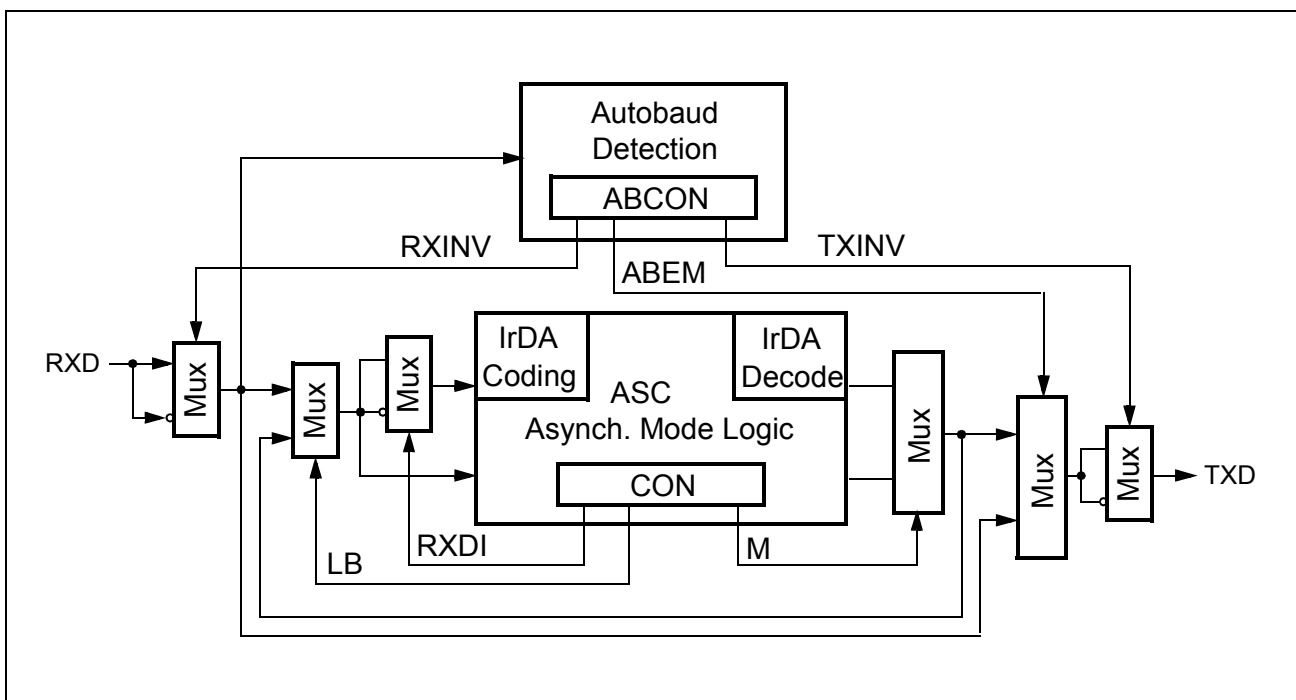 Autobaud
Detection
ABCON
RXINV
ABEM
TXINV
RXD
Mux
Mux
Mux
IrDA
Coding
IrDA
Decode
ASC
Asynch. Mode Logic
CON
Mux
Mux
Mux
TXD
RXDI
M
LB